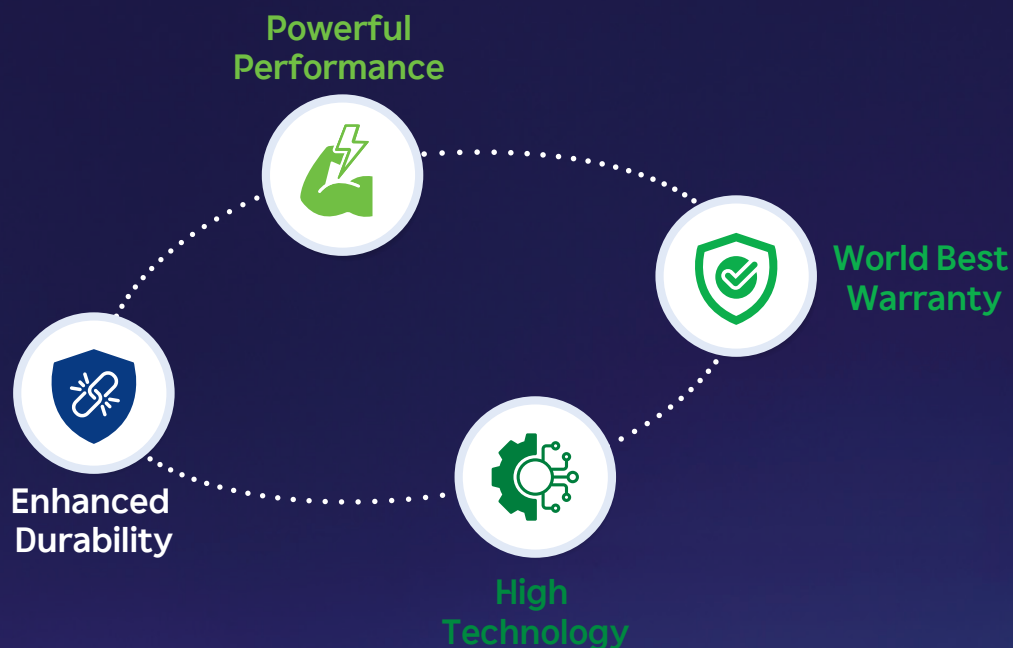 Powerful
Performance
World Best
Warranty
Enhanced
Durability
High
Technology